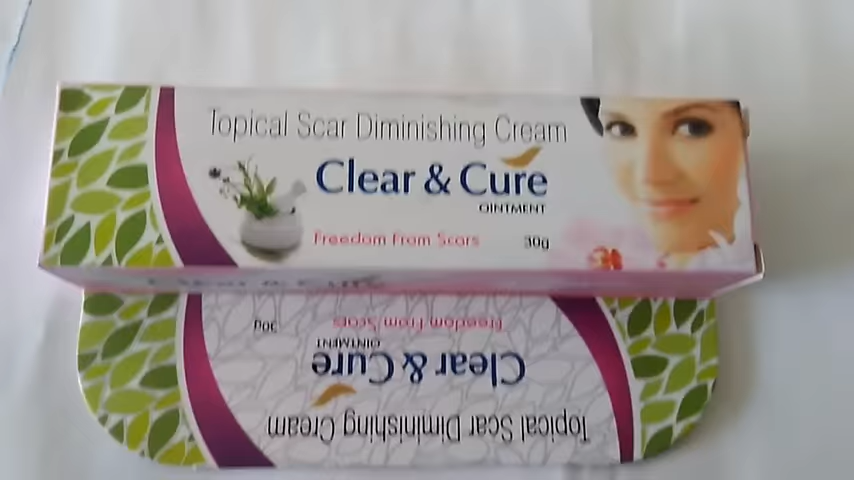 Topical Scar Diminishing Cream
Clear & Cure
OINTMENT
Freedom From Scars 30g
Freedom From Scars 30g
OINTMENT
Clear & Cure
Topical Scar Diminishing Cream